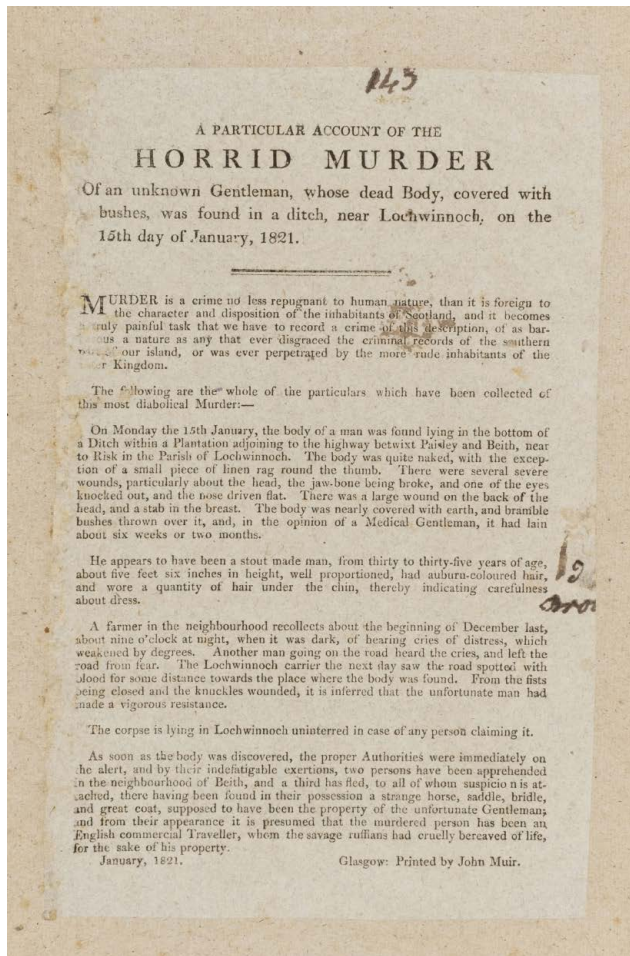 143
A PARTICULAR ACCOUNT OF THE
HORRID MURDER
Of an unknown Gentleman, whose dead Body, covered with
bushes, was found in a ditch, near Lochwinnoch, on the
15th day of January, 1821.
MURDER is a crime no less repugnant to human nature, than it is foreign to
the character and disposition of the inhabitants of Scotland, and it becomes
truly painful task that we have to record a crime of this description, of as bar-
ous a nature as any that ever disgraced the criminal records of the southern
of our island, or was ever perpetrated by the more rude inhabitants of the
Kingdom.
The following are the whole of the particulars which have been collected of
this most diabolical Murder:—
On Monday the 15th January, the body of a man was found lying in the bottom of
a Ditch within a Plantation adjoining to the highway betwixt Paisley and Beith, near
to Risk in the Parish of Lochwinnoch. The body was quite naked, with the excep-
tion of a small piece of linen rag round the thumb. There were several severe
wounds, particularly about the head, the jaw-bone being broke, and one of the eyes
knocked out, and the nose driven flat. There was a large wound on the back of the
head, and a stab in the breast. The body was nearly covered with earth, and bramble
bushes thrown over it, and, in the opinion of a Medical Gentleman, it had lain
about six weeks or two months.
He appears to have been a stout made man, from thirty to thirty-five years of age,
about five feet six inches in height, well proportioned, had auburn-coloured hair,
and wore a quantity of hair under the chin, thereby indicating carefulness
about dress.
A farmer in the neighbourhood recollects about the beginning of December last,
about nine o'clock at night, when it was dark, of hearing cries of distress, which
weakened by degrees. Another man going on the road heard the cries, and left the
road from fear. The Lochwinnoch carrier the next day saw the road spotted with
blood for some distance towards the place where the body was found. From the fists
being closed and the knuckles wounded, it is inferred that the unfortunate man had
made a vigorous resistance.
The corpse is lying in Lochwinnoch uninterred in case of any person claiming it.
As soon as the body was discovered, the proper Authorities were immediately on
the alert, and by their indefatigable exertions, two persons have been apprehended
in the neighbourhood of Beith, and a third has fled, to all of whom suspicio n is at-
tached, there having been found in their possession a strange horse, saddle, bridle,
and great coat, supposed to have been the property of the unfortunate Gentleman;
and from their appearance it is presumed that the murdered person has been an
English commercial Traveller, whom the savage ruffians had cruelly bereaved of life,
for the sake of his property.
January, 1821. Glasgow: Printed by John Muir.